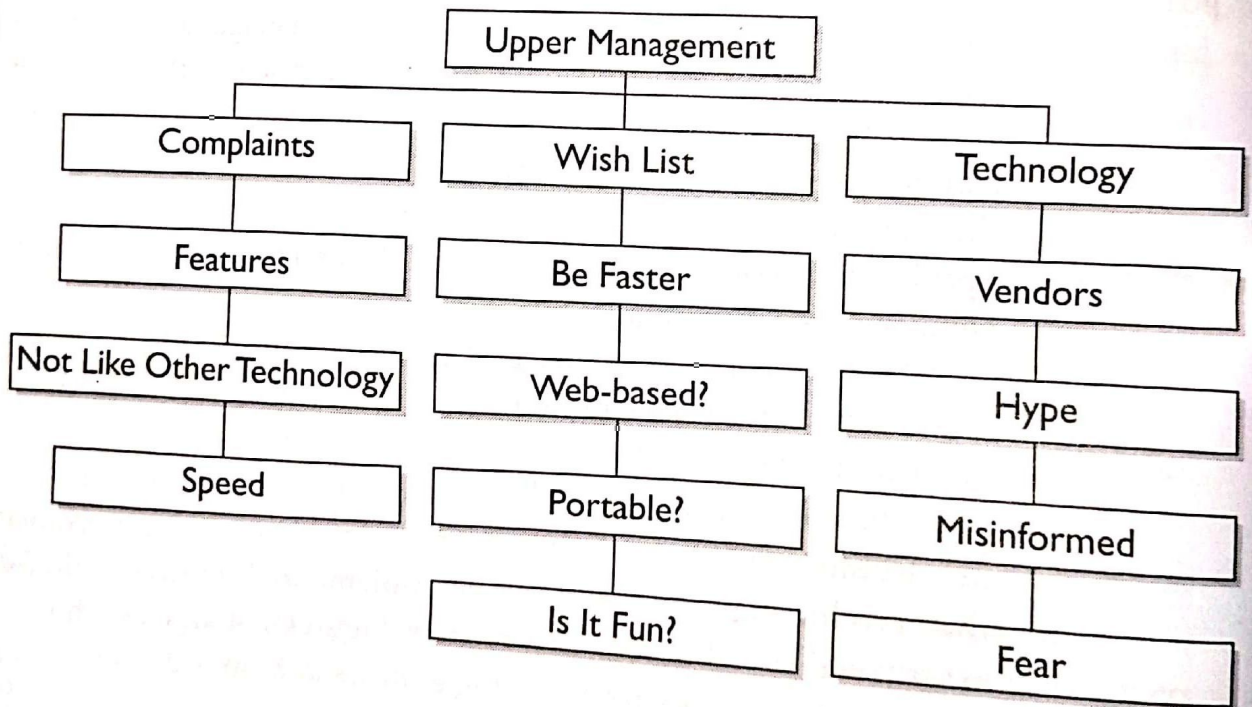 Upper Management
Complaints
Features
Not Like Other Technology
Speed
Wish List
Be Faster
Web-based?
Portable?
Is It Fun?
Technology
Vendors
Hype
Misinformed
Fear